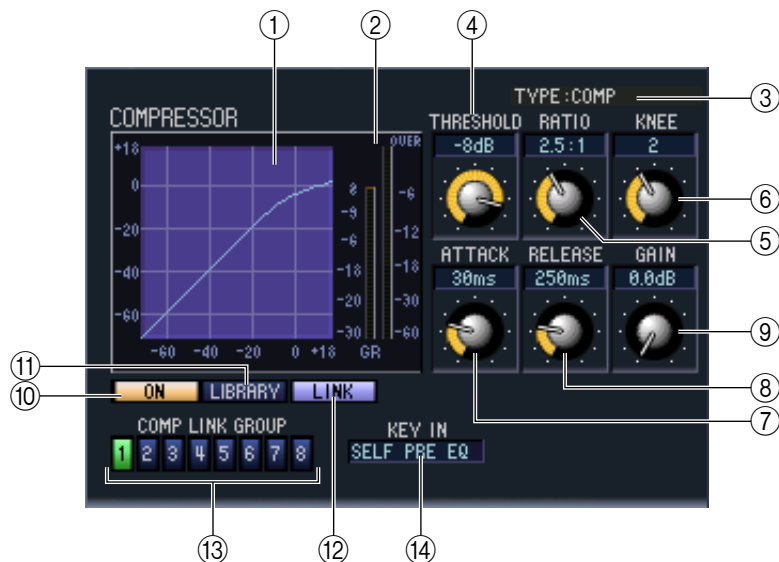 ① ② ④
TYPE:COMP ③
COMPRESSOR THRESHOLD RATIO KNEE
+18 OVER -8dB 2.5:1 2
0 -6 ⑥
-9
-20 -6 -12 ⑤
ATTACK RELEASE GAIN
-40 -18 -18 30ms 250ms 0.0dB
-20 -30
-60 ⑨
-30 -60
-60 -40 -20 0 +18 GR
⑪ ⑧
⑩ ON LIBRARY LINK ⑦
COMP LINK GROUP KEY IN
1 2 3 4 5 6 7 8 SELF PRE EQ
⑬ ⑫ ⑭